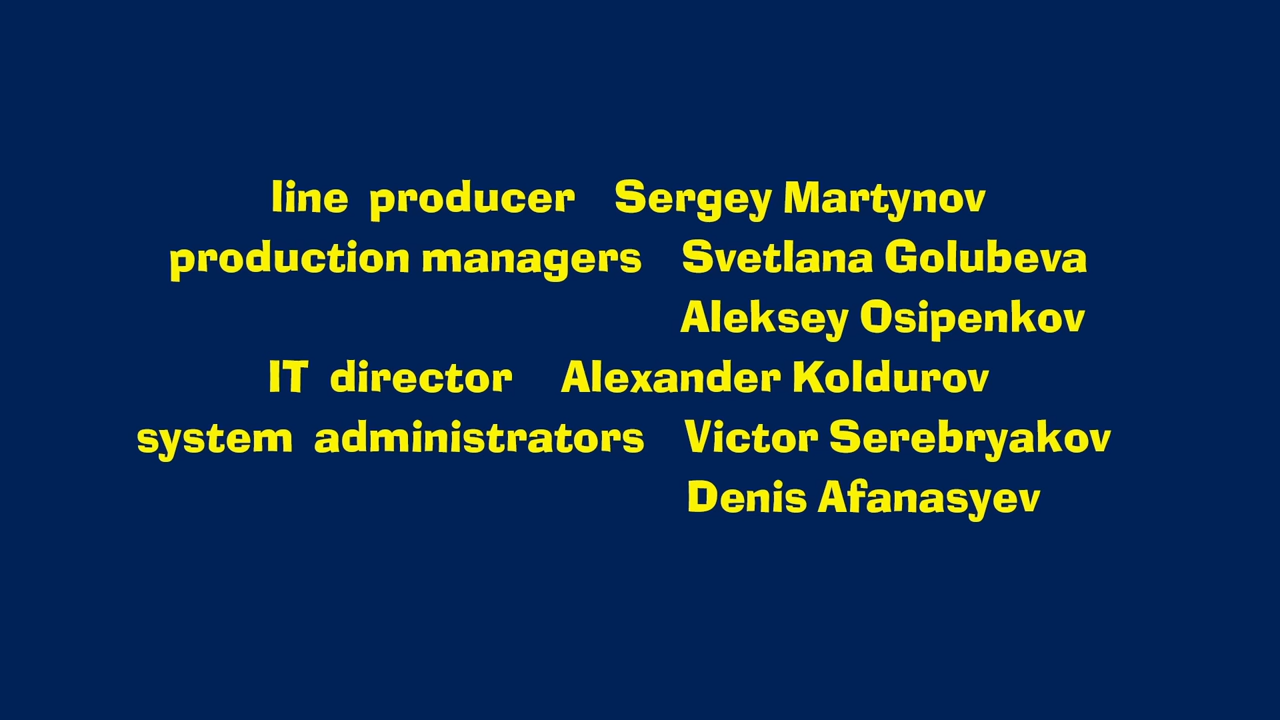 line producer Sergey Martynov
production managers Svetlana Golubeva
Aleksey Osipenkov
IT director Alexander Koldurov
system administrators Victor Serebryakov
Denis Afanasyev